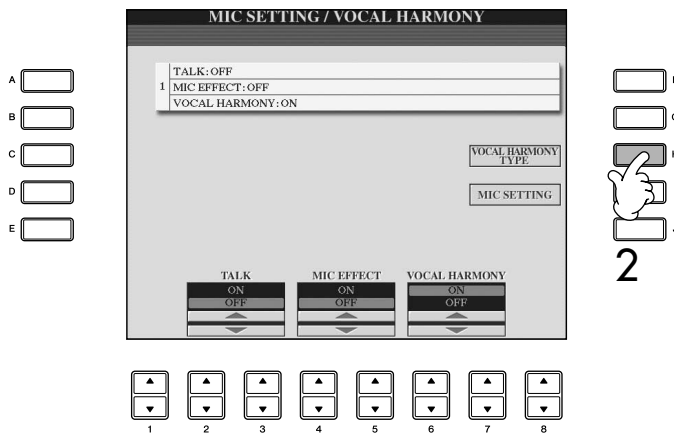 MIC SETTING / VOCAL HARMONY
TALK:OFF
1 MIC EFFECT:OFF
VOCAL HARMONY:ON
A
B
C
D
E
VOCAL HARMONY
TYPE
MIC SETTING
2
TALK MIC EFFECT VOCAL HARMONY
ON ON ON
OFF OFF OFF
1 2 3 4 5 6 7 8